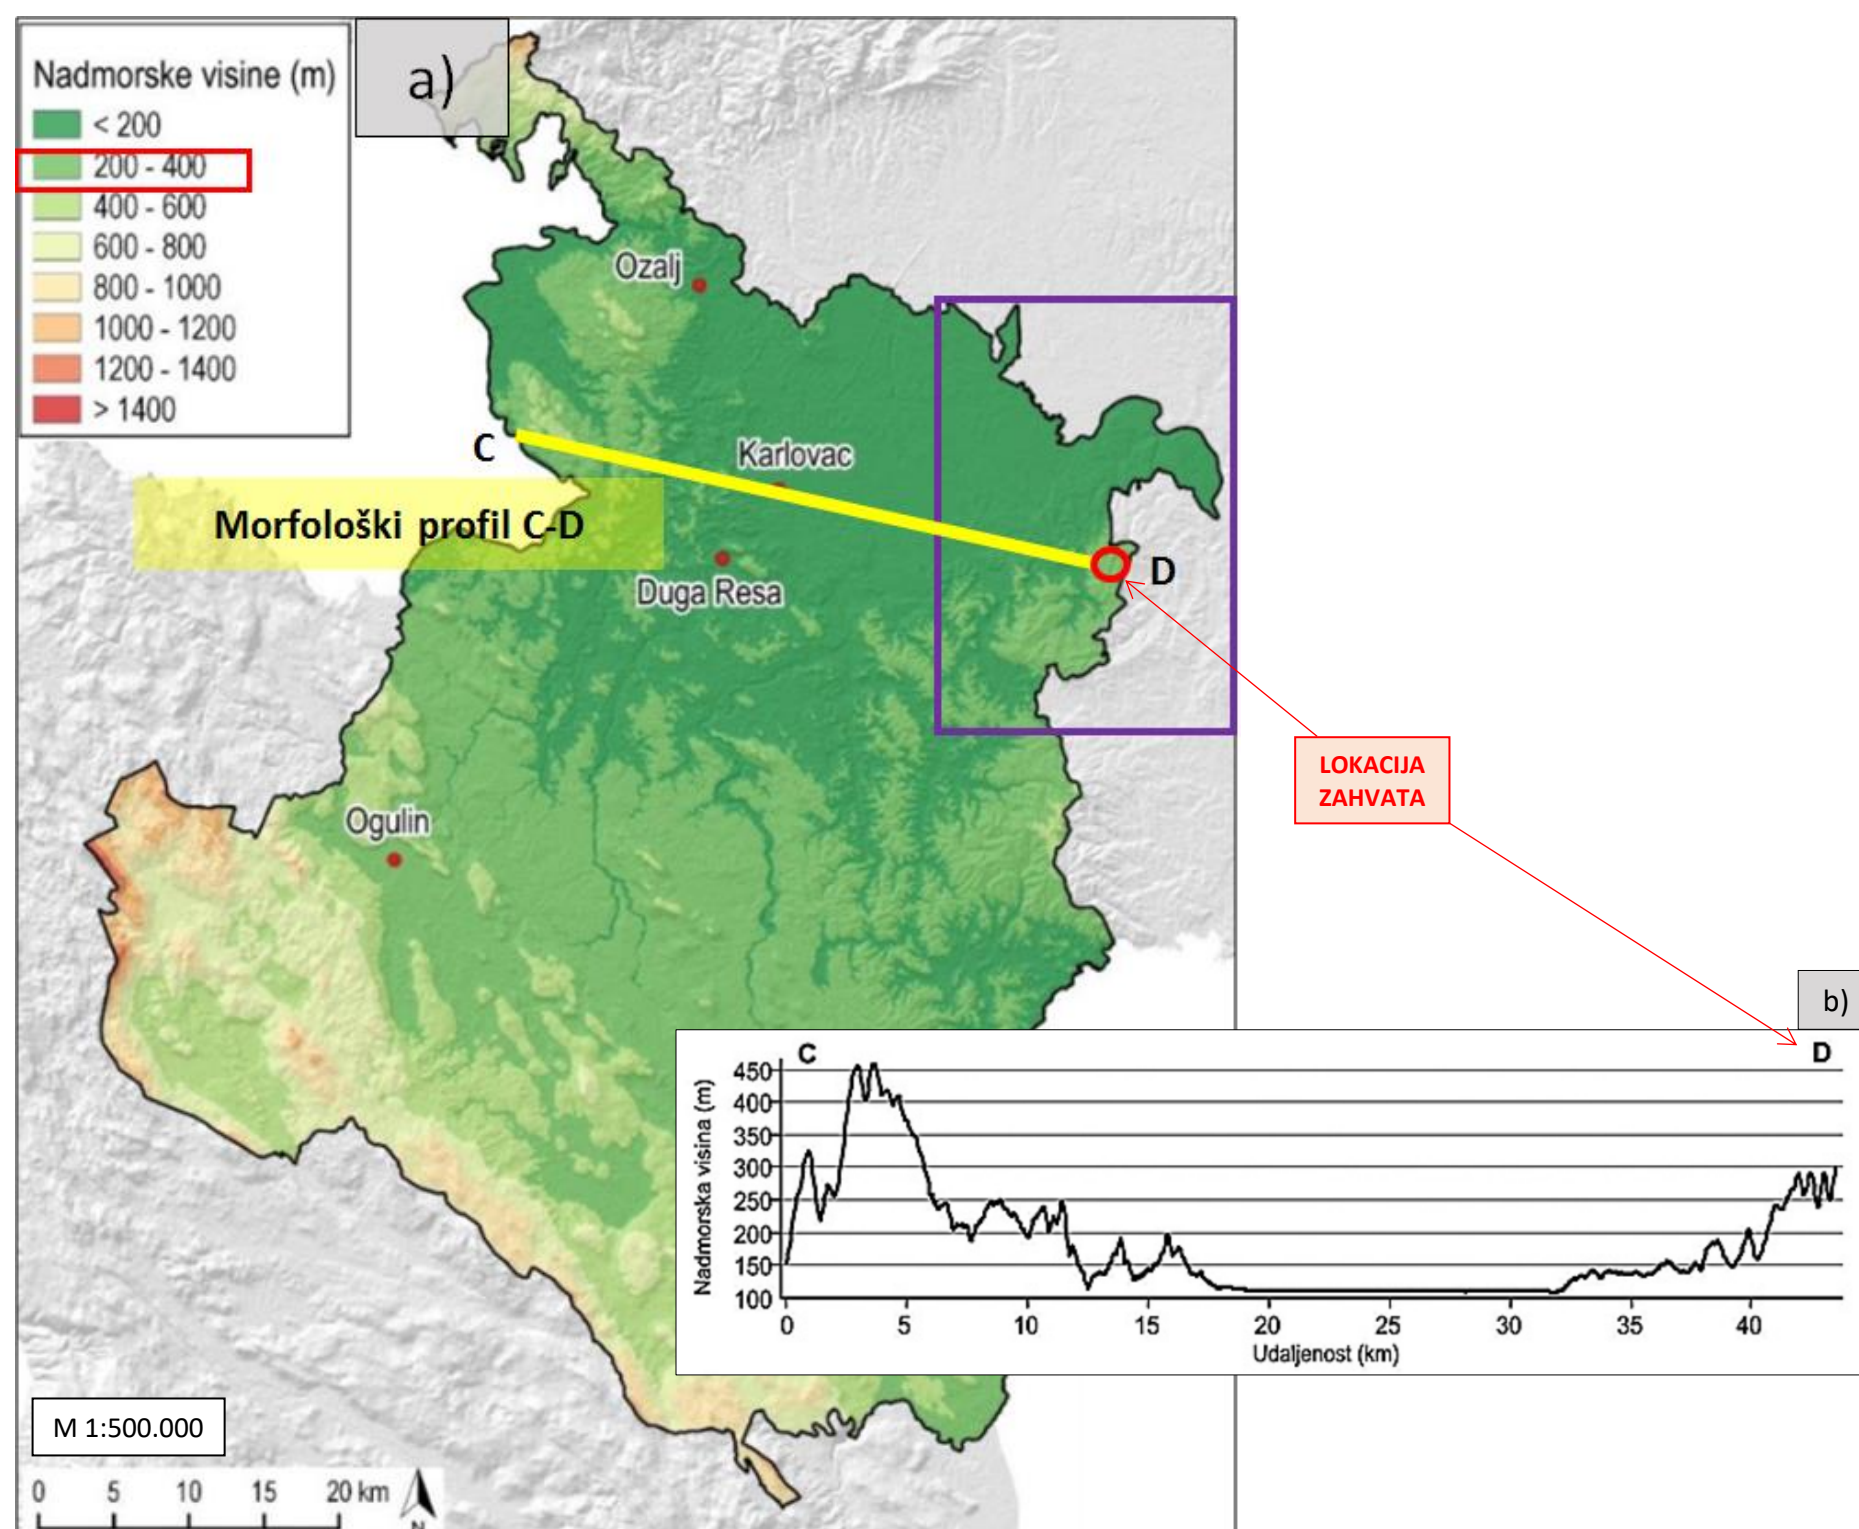 Nadmorske visine (m)
< 200
200 - 400
400 - 600
600 - 800
800 - 1000
1000 - 1200
1200 - 1400
> 1400
a)
Ozalj
C
Karlovac
Morfološki profil C-D
D
Duga Resa
LOKACIJA
ZAHVATA
Ogulin
b)
C
D
Nadmorska visina (m)
450
400
350
300
250
200
150
100
0 5 10 15 20 25 30 35 40
Udaljenost (km)
M 1:500.000
0 5 10 15 20 km
N